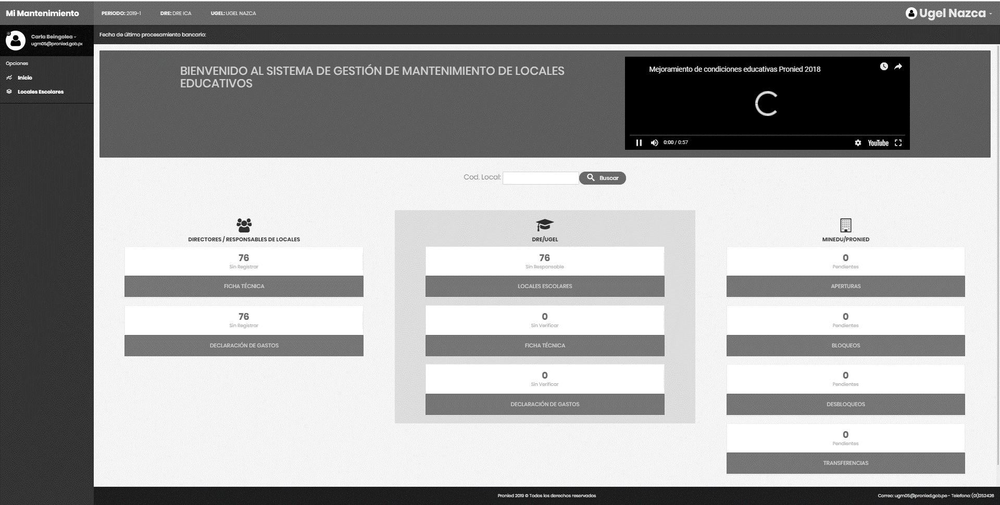 Mi Mantenimiento
PERIODO: 2019-1 DRE: DRE ICA UGEL: UGEL NAZCA
Ugel Nazca
Carla Beingolea
ugm05@pronied.gob.pe
Fecha de último procesamiento bancario:
Opciones
Inicio
Locales Escolares
BIENVENIDO AL SISTEMA DE GESTIÓN DE MANTENIMIENTO DE LOCALES
EDUCATIVOS
Mejoramiento de condiciones educativas Pronied 2018
0:00 / 0:57
YouTube
Cod. Local:
Buscar
DIRECTORES / RESPONSABLES DE LOCALES
76
Sin Registrar
FICHA TÉCNICA
76
Sin Registrar
DECLARACIÓN DE GASTOS
DRE/UGEL
76
Sin Responsable
LOCALES ESCOLARES
0
Sin Verificar
FICHA TÉCNICA
0
Sin Verificar
DECLARACIÓN DE GASTOS
MINEDU/PRONIED
0
Pendientes
APERTURAS
0
Pendientes
BLOQUEOS
0
Pendientes
DESBLOQUEOS
0
Pendientes
TRANSFERENCIAS
Pronied 2019 © Todos los derechos reservados
Correo: ugm05@pronied.gob.pe - Telefono: (01)252426